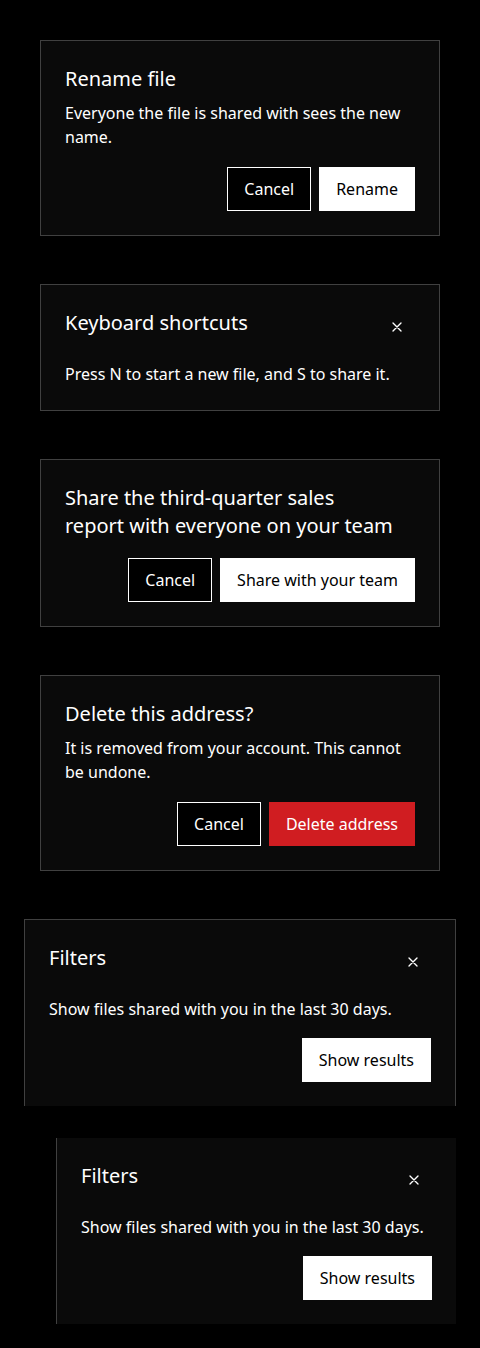 Rename file
Everyone the file is shared with sees the new
name.
Cancel
Rename
Keyboard shortcuts
Press N to start a new file, and S to share it.
Share the third-quarter sales
report with everyone on your team
Cancel
Share with your team
Delete this address?
It is removed from your account. This cannot
be undone.
Cancel
Delete address
Filters
Show files shared with you in the last 30 days.
Show results
Filters
Show files shared with you in the last 30 days.
Show results